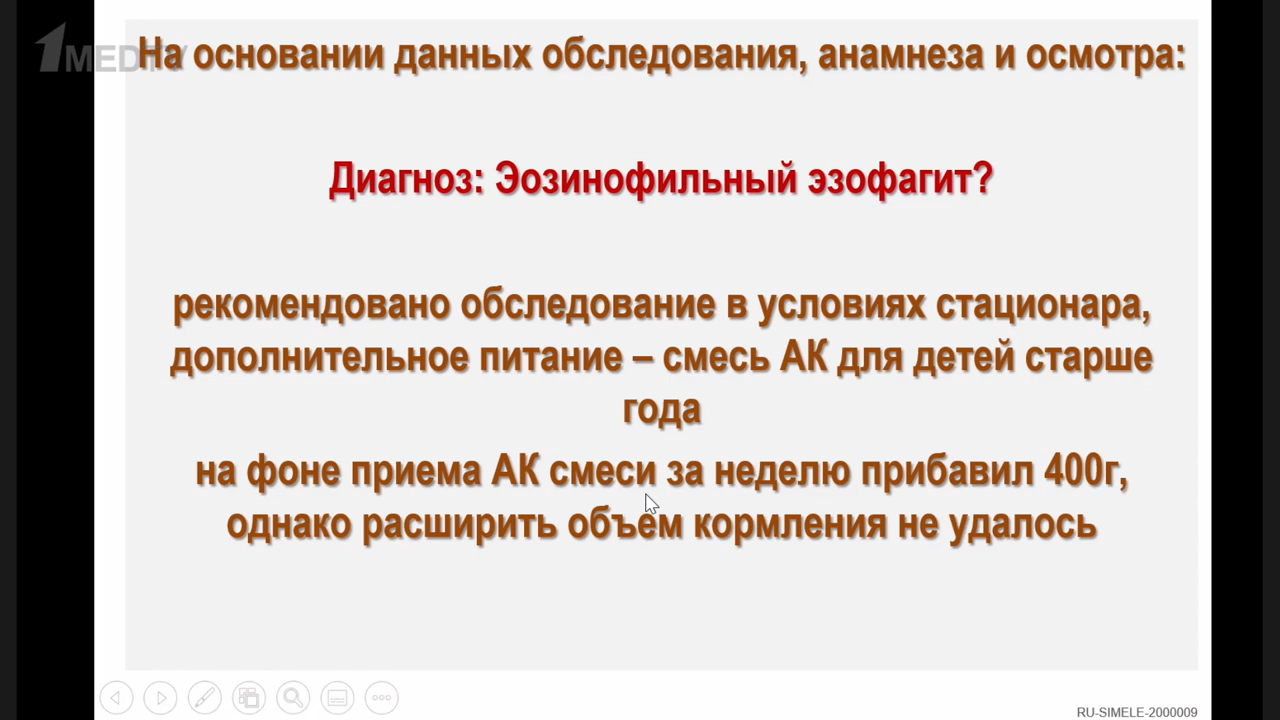 1MEDTV
На основании данных обследования, анамнеза и осмотра:
Диагноз: Эозинофильный эзофагит?
рекомендовано обследование в условиях стационара,
дополнительное питание – смесь АК для детей старше
года
на фоне приема АК смеси за неделю прибавил 400г,
однако расширить объем кормления не удалось
RU-SIMELE-2000009